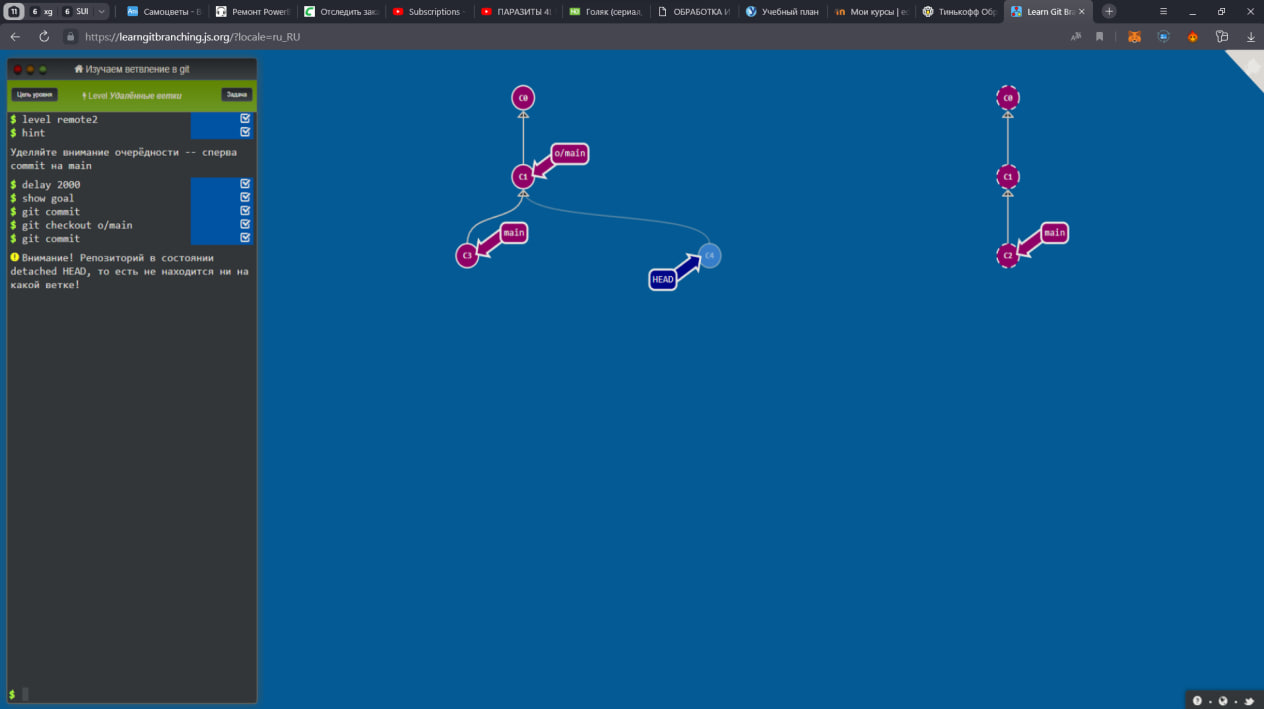 11
6 xg
6 SUI
Самоцветы - В
Ремонт PowerB
Отследить зака
Subscriptions -
ПАРАЗИТЫ 4
Голяк (сериал,
ОБРАБОТКА И
Учебный план
Мои курсы | ес
Тинькофф Обр
Learn Git Bra
https://learngitbranching.js.org/?locale=ru_RU
Изучаем ветвление в git
Цель уровня
Level Удалённые ветки
Задача
$ level remote2
$ hint
Уделяйте внимание очерёдности -- сперва
commit на main
$ delay 2000
$ show goal
$ git commit
$ git checkout o/main
$ git commit
Внимание! Репозиторий в состоянии
detached HEAD, то есть не находится ни на
какой ветке!
$
C0
o/main
C1
main
C3
C4
HEAD
C0
C1
main
C2